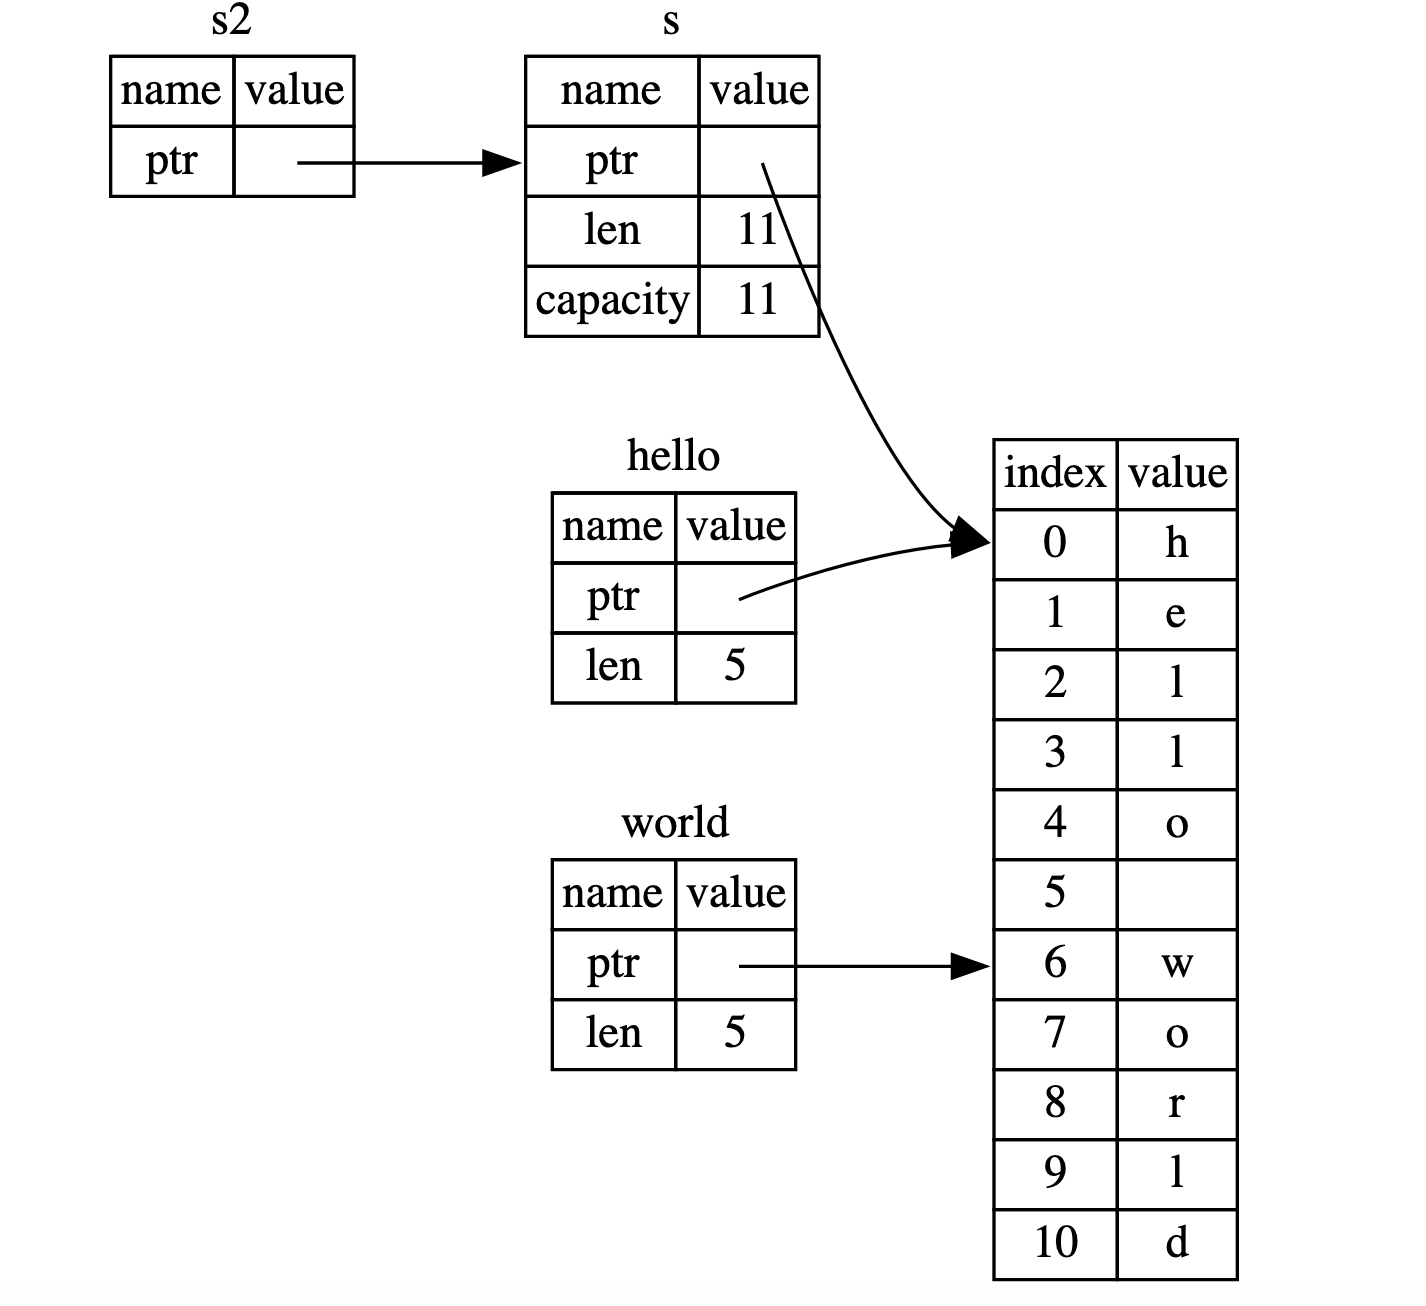 s2
name value
ptr
s
name value
ptr
len 11
capacity 11
hello
name value
ptr
len 5
world
name value
ptr
len 5
index value
0 h
1 e
2 l
3 l
4 o
5
6 w
7 o
8 r
9 l
10 d